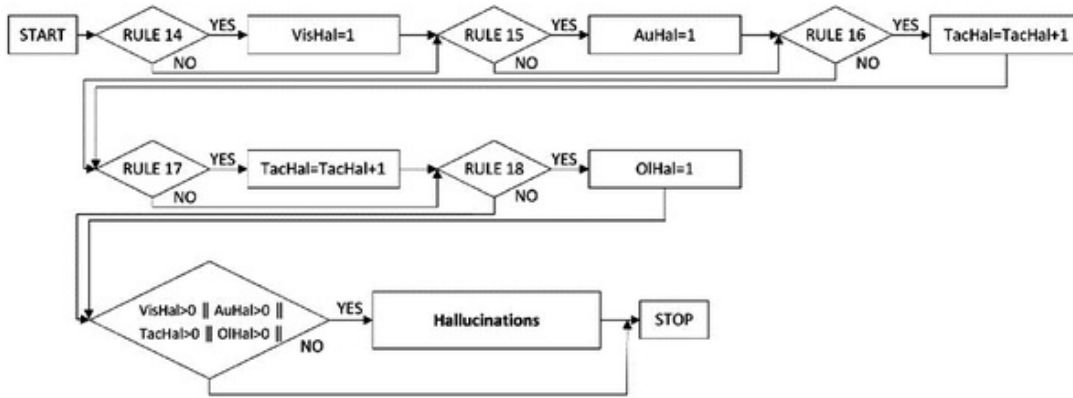 START
RULE 14
YES
NO
VisHal=1
RULE 15
YES
NO
AuHal=1
RULE 16
YES
NO
TacHal=TacHal+1
RULE 17
YES
NO
TacHal=TacHal+1
RULE 18
YES
NO
OlHal=1
VisHal>0 || AuHal>0 ||
TacHal>0 || OlHal>0 ||
YES
NO
Hallucinations
STOP